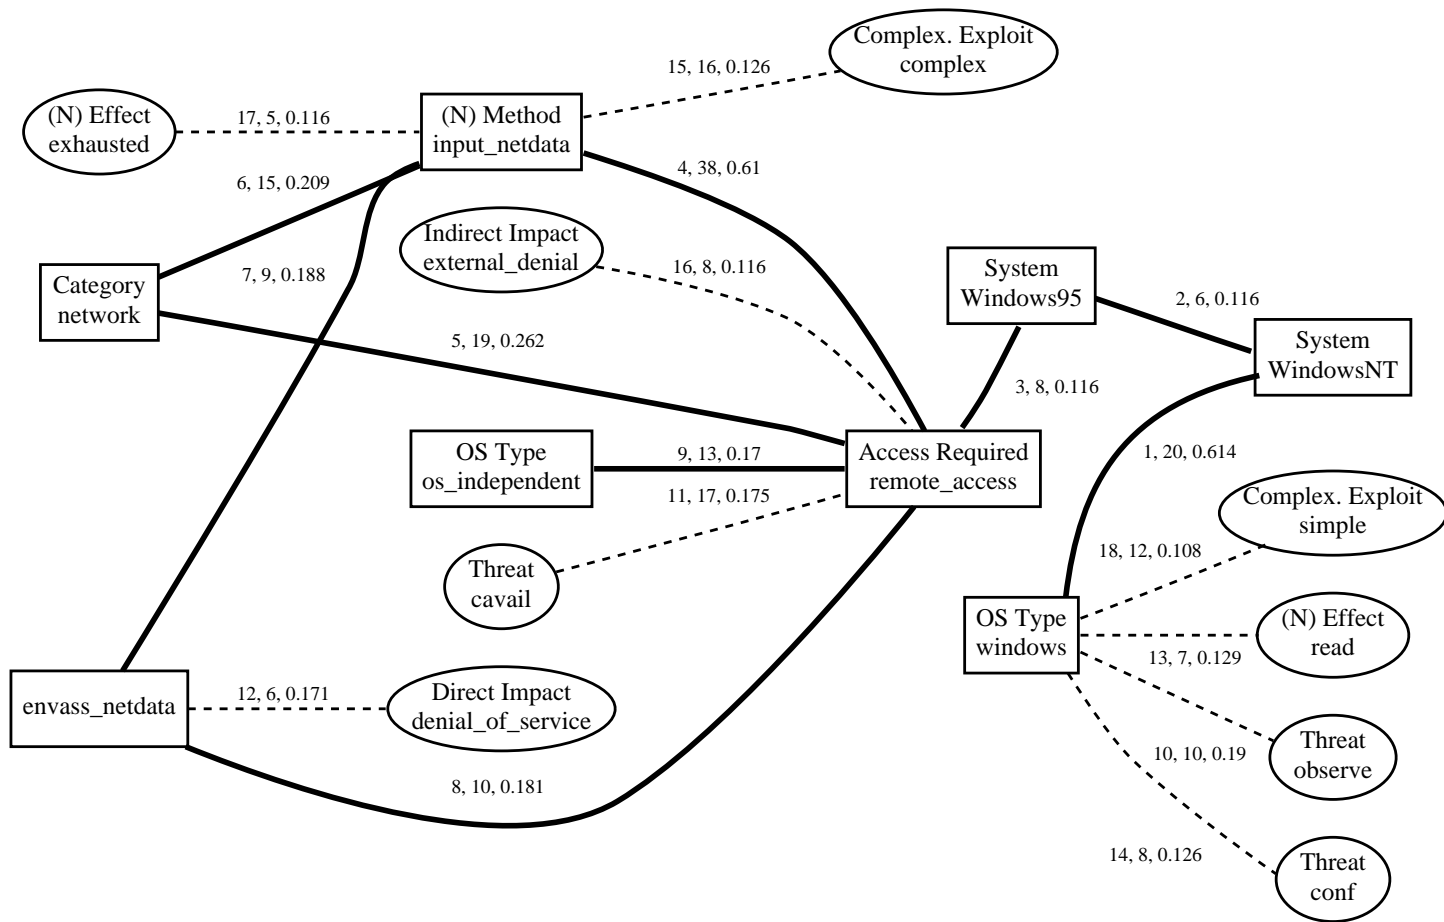 Complex. Exploit
complex
15, 16, 0.126
(N) Effect
exhausted
17, 5, 0.116
(N) Method
input_netdata
4, 38, 0.61
6, 15, 0.209
Indirect Impact
external_denial
16, 8, 0.116
7, 9, 0.188
Category
network
System
Windows95
2, 6, 0.116
System
WindowsNT
5, 19, 0.262
3, 8, 0.116
OS Type
os_independent
9, 13, 0.17
Access Required
remote_access
1, 20, 0.614
11, 17, 0.175
Complex. Exploit
simple
18, 12, 0.108
Threat
cavail
OS Type
windows
(N) Effect
read
13, 7, 0.129
envass_netdata
12, 6, 0.171
Direct Impact
denial_of_service
10, 10, 0.19
Threat
observe
8, 10, 0.181
14, 8, 0.126
Threat
conf